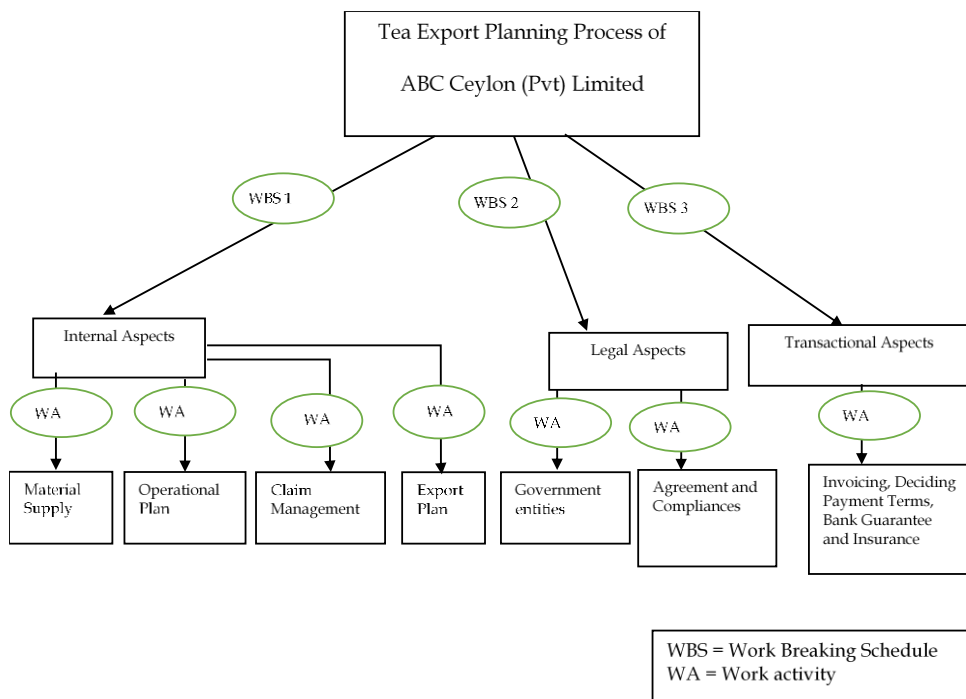 Tea Export Planning Process of
ABC Ceylon (Pvt) Limited
WBS 1
WBS 2
WBS 3
Internal Aspects
Legal Aspects
Transactional Aspects
WA
WA
WA
WA
WA
WA
WA
Material
Supply
Operational
Plan
Claim
Management
Export
Plan
Government
entities
Agreement and
Compliances
Invoicing, Deciding
Payment Terms,
Bank Guarantee
and Insurance
WBS = Work Breaking Schedule
WA = Work activity